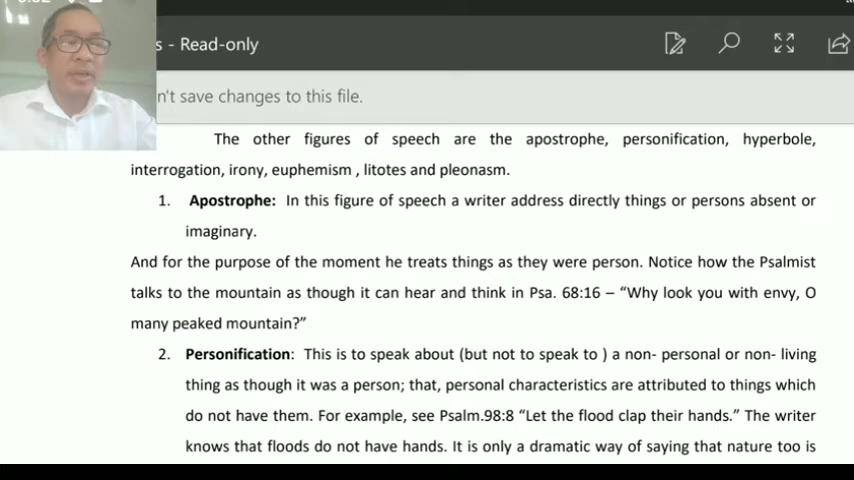 s - Read-only
n't save changes to this file.
The other figures of speech are the apostrophe, personification, hyperbole,
interrogation, irony, euphemism , litotes and pleonasm.
1. Apostrophe: In this figure of speech a writer address directly things or persons absent or
imaginary.
And for the purpose of the moment he treats things as they were person. Notice how the Psalmist
talks to the mountain as though it can hear and think in Psa. 68:16 – “Why look you with envy, O
many peaked mountain?”
2. Personification: This is to speak about (but not to speak to ) a non- personal or non- living
thing as though it was a person; that, personal characteristics are attributed to things which
do not have them. For example, see Psalm.98:8 “Let the flood clap their hands.” The writer
knows that floods do not have hands. It is only a dramatic way of saying that nature too is